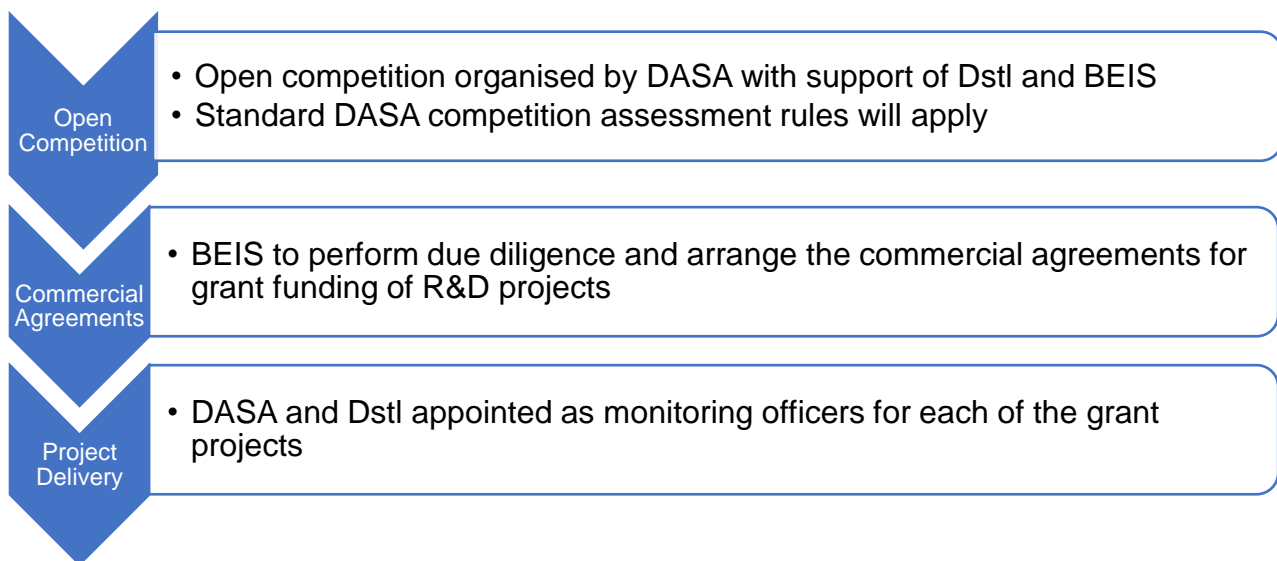 Open
Competition
• Open competition organised by DASA with support of Dstl and BEIS
• Standard DASA competition assessment rules will apply
Commercial
Agreements
• BEIS to perform due diligence and arrange the commercial agreements for
grant funding of R&D projects
Project
Delivery
• DASA and Dstl appointed as monitoring officers for each of the grant
projects